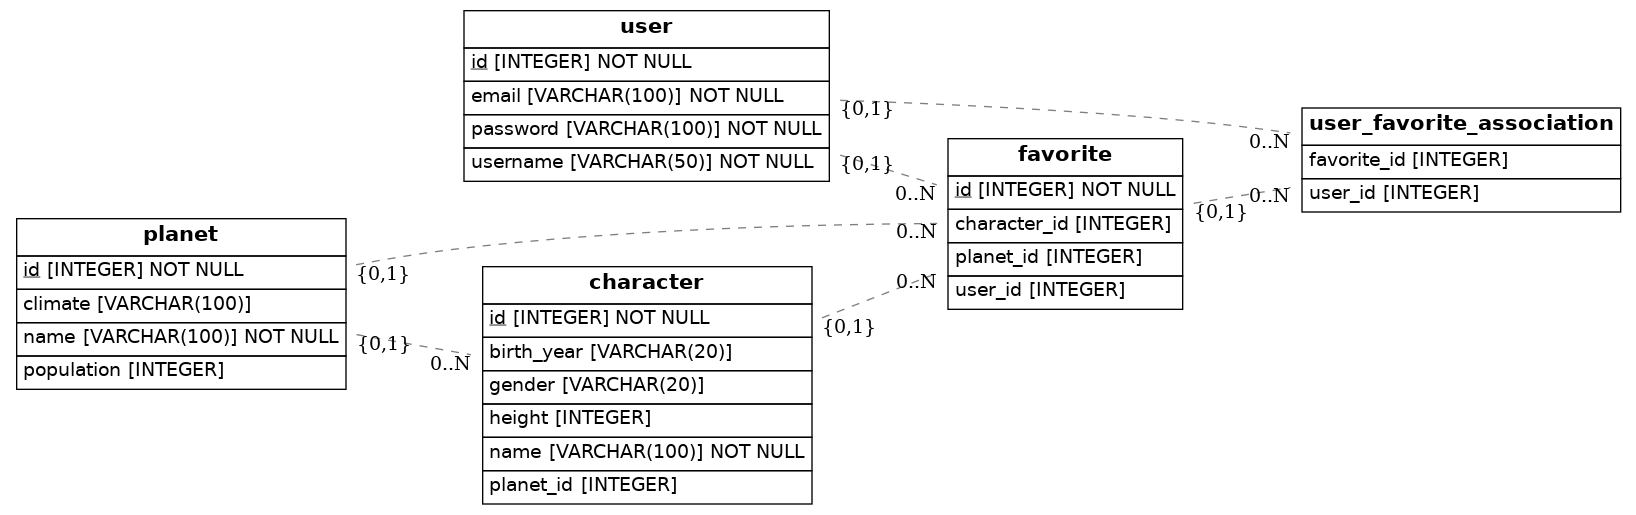 user
id [INTEGER] NOT NULL
email [VARCHAR(100)] NOT NULL
password [VARCHAR(100)] NOT NULL
username [VARCHAR(50)] NOT NULL
{0,1}
0..N
{0,1}
0..N
user_favorite_association
favorite_id [INTEGER]
user_id [INTEGER]
favorite
id [INTEGER] NOT NULL
character_id [INTEGER]
planet_id [INTEGER]
user_id [INTEGER]
{0,1}
0..N
planet
id [INTEGER] NOT NULL
climate [VARCHAR(100)]
name [VARCHAR(100)] NOT NULL
population [INTEGER]
{0,1}
0..N
{0,1}
0..N
character
id [INTEGER] NOT NULL
birth_year [VARCHAR(20)]
gender [VARCHAR(20)]
height [INTEGER]
name [VARCHAR(100)] NOT NULL
planet_id [INTEGER]
{0,1}
0..N